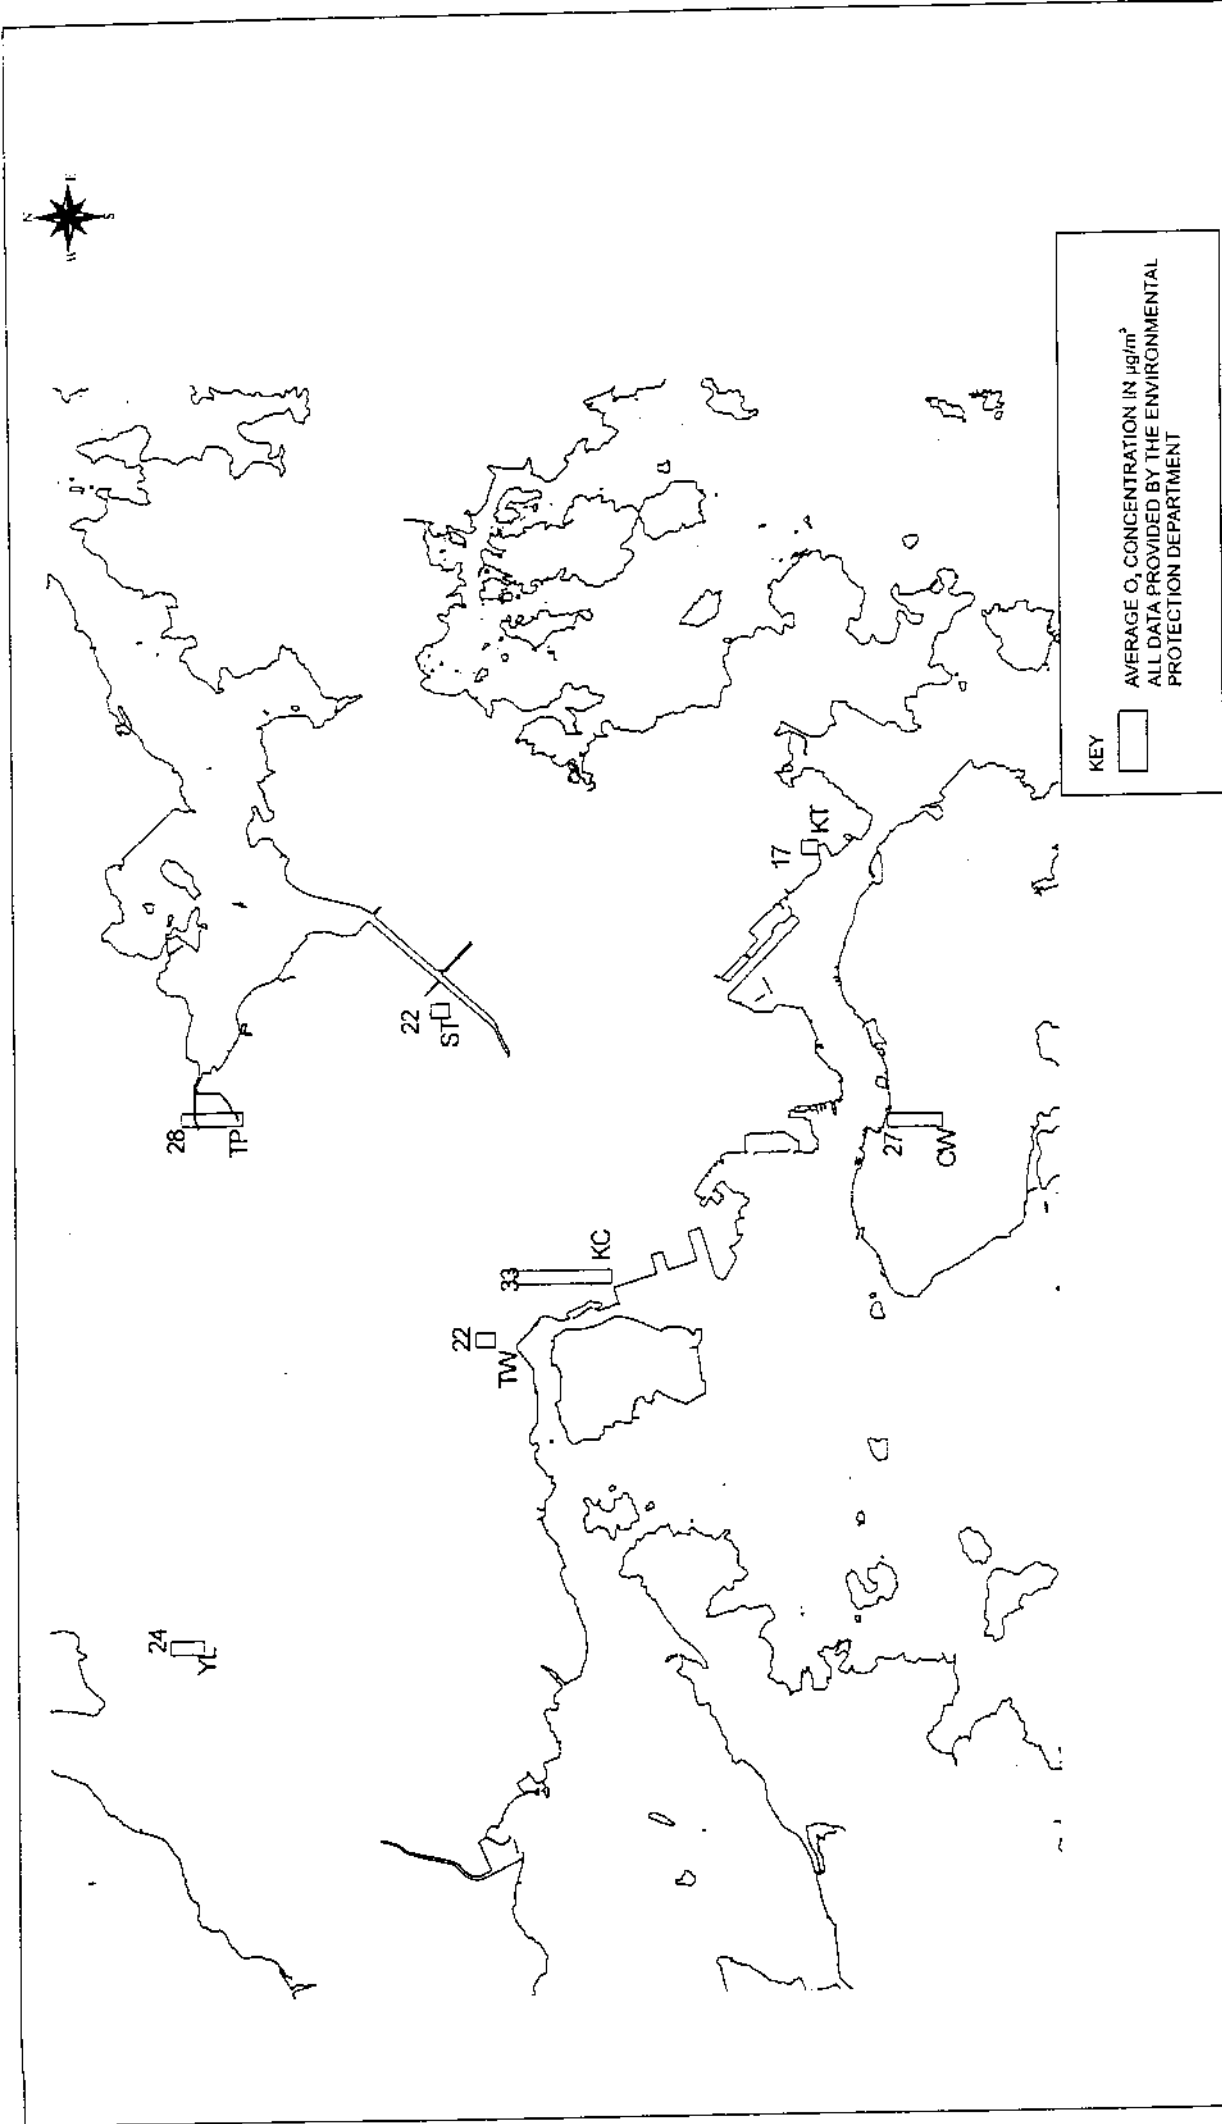 N
W E
S
24
YL
28
TP
22
ST
22
TW
33
KC
17
KT
27
CW
KEY
AVERAGE O₃ CONCENTRATION IN µg/m³
ALL DATA PROVIDED BY THE ENVIRONMENTAL
PROTECTION DEPARTMENT